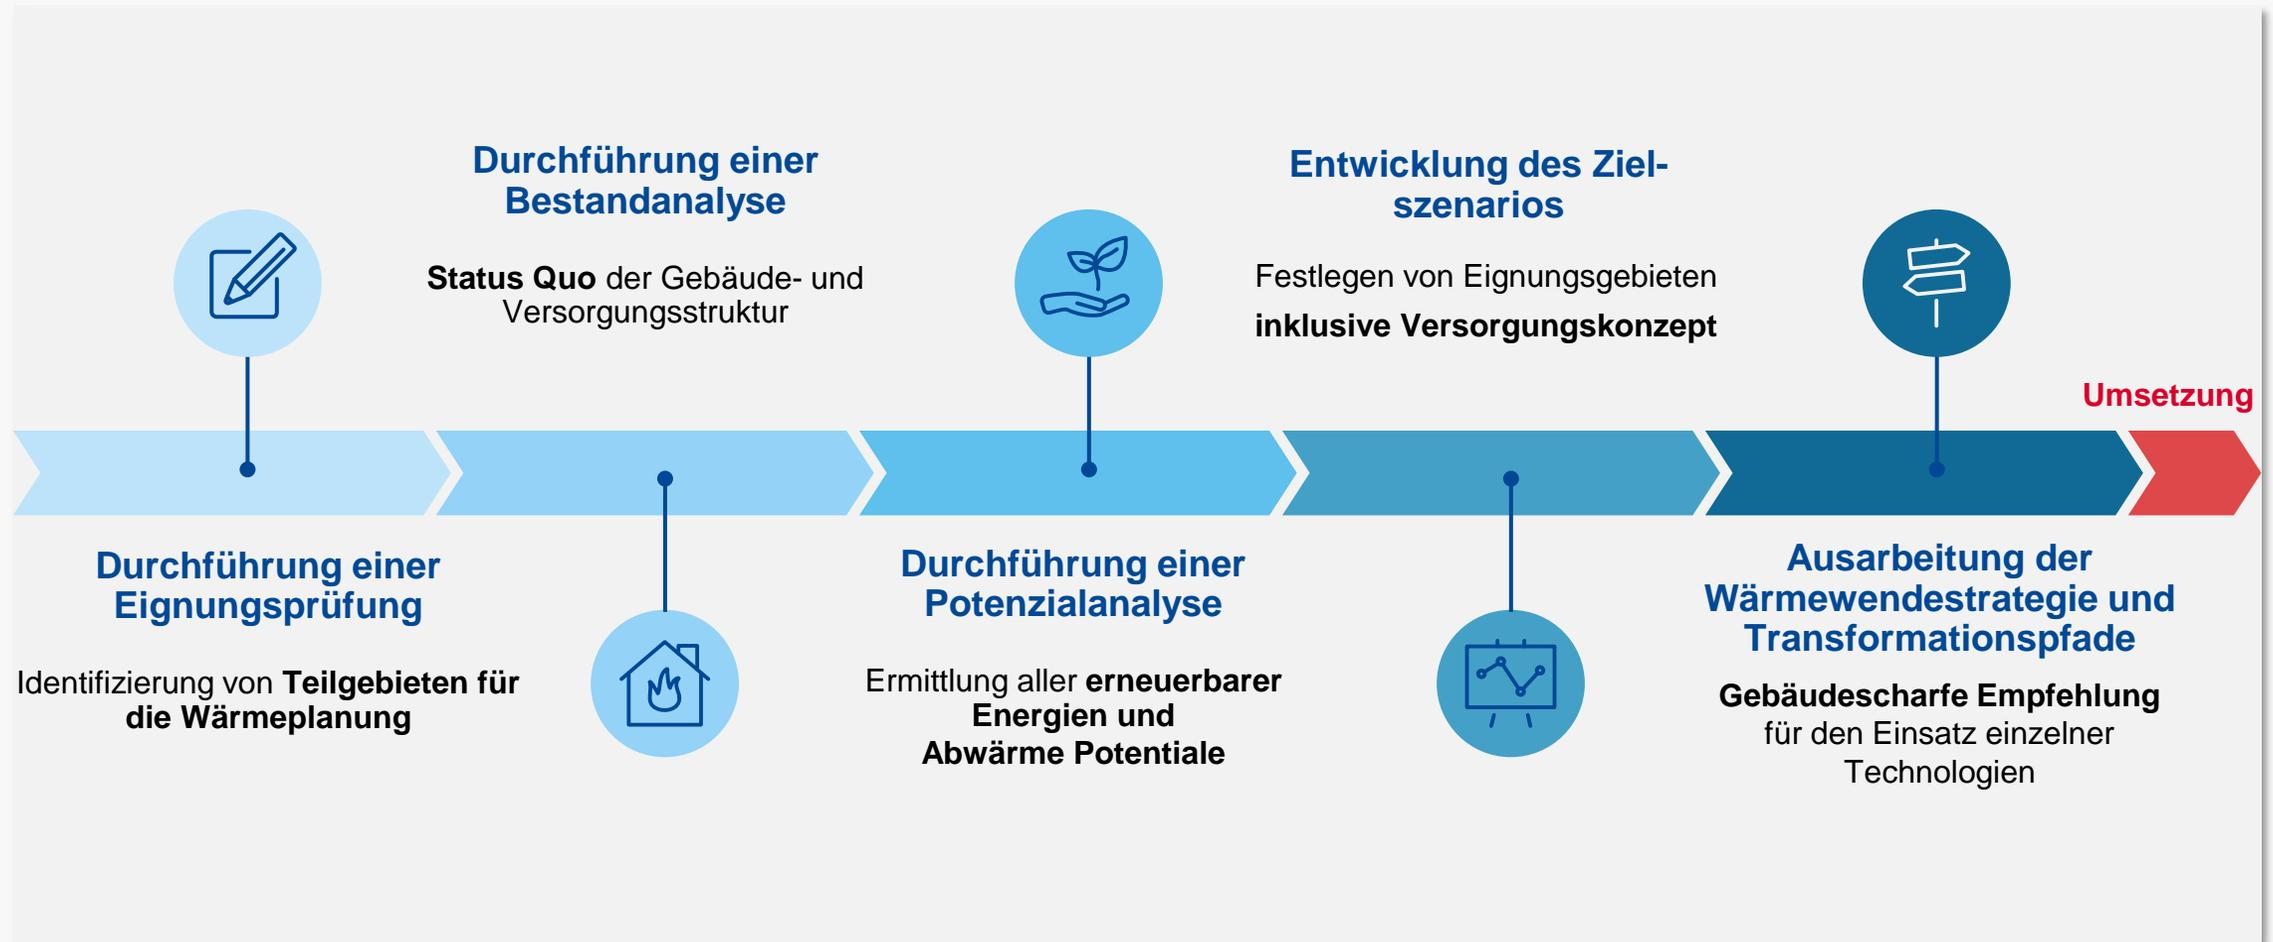 Durchführung einer
Eignungsprüfung
Identifizierung von Teilgebieten für
die Wärmeplanung
Durchführung einer
Bestandanalyse
Status Quo der Gebäude- und
Versorgungsstruktur
Durchführung einer
Potenzialanalyse
Ermittlung aller erneuerbarer
Energien und
Abwärme Potentiale
Entwicklung des Ziel-
szenarios
Festlegen von Eignungsgebieten
inklusive Versorgungskonzept
Ausarbeitung der
Wärmewendestrategie und
Transformationspfade
Gebäudescharfe Empfehlung
für den Einsatz einzelner
Technologien
Umsetzung